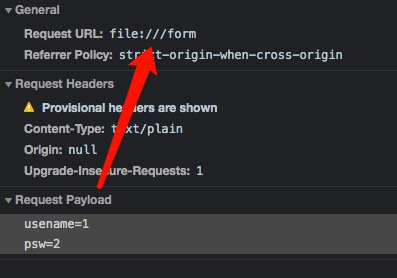 General
Request URL: file:///form
Referrer Policy: strict-origin-when-cross-origin
Request Headers
Provisional headers are shown
Content-Type: text/plain
Origin: null
Upgrade-Insecure-Requests: 1
Request Payload
usename=1
psw=2